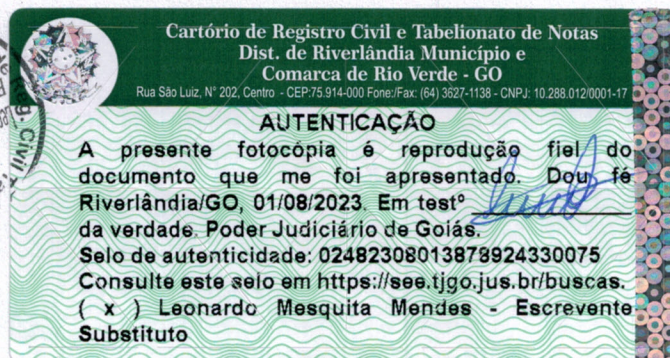 Cartório de Registro Civil e Tabelionato de Notas
Dist. de Riverlândia Município e
Comarca de Rio Verde - GO
Rua São Luiz, N° 202, Centro - CEP:75.914-000 Fone:/Fax: (64) 3627-1138 - CNPJ: 10.288.012/0001-17
AUTENTICAÇÃO
A presente fotocópia é reprodução fiel do
documento que me foi apresentado. Dou fé
Riverlândia/GO, 01/08/2023. Em testº
da verdade. Poder Judiciário de Goiás.
Selo de autenticidade: 02482308013878924330075
Consulte este selo em https://see.tjgo.jus.br/buscas.
( x ) Leonardo Mesquita Mendes - Escrevente
Substituto